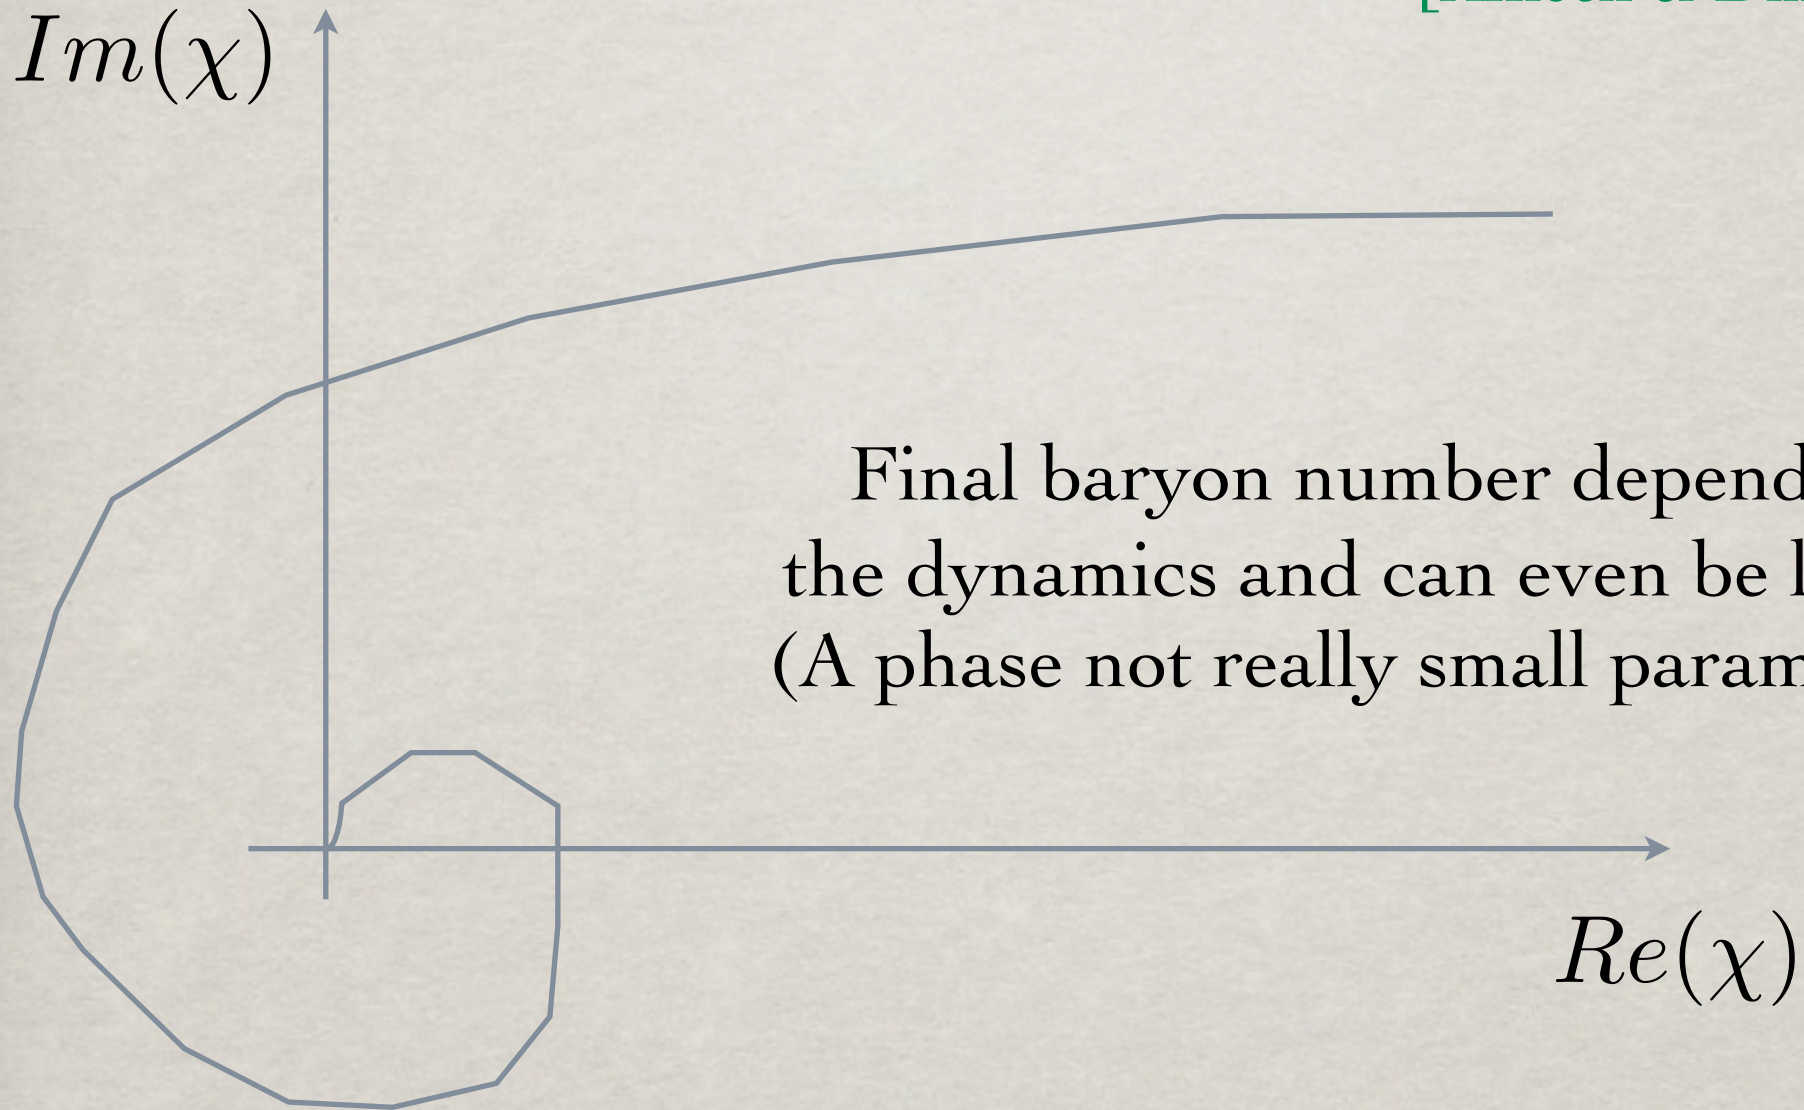 Im(χ)
Final baryon number depend
the dynamics and can even be l
(A phase not really small param
Re(χ)